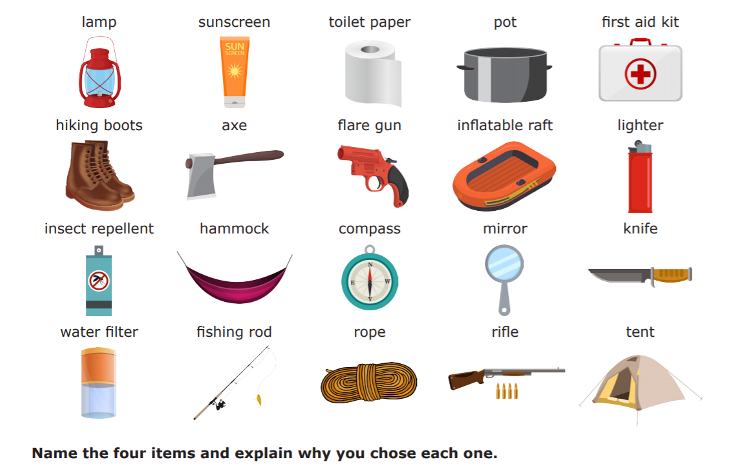 lamp sunscreen toilet paper pot first aid kit
SUN
SCREEN
hiking boots axe flare gun inflatable raft lighter
insect repellent hammock compass mirror knife
N
W E
S
water filter fishing rod rope rifle tent
Name the four items and explain why you chose each one.